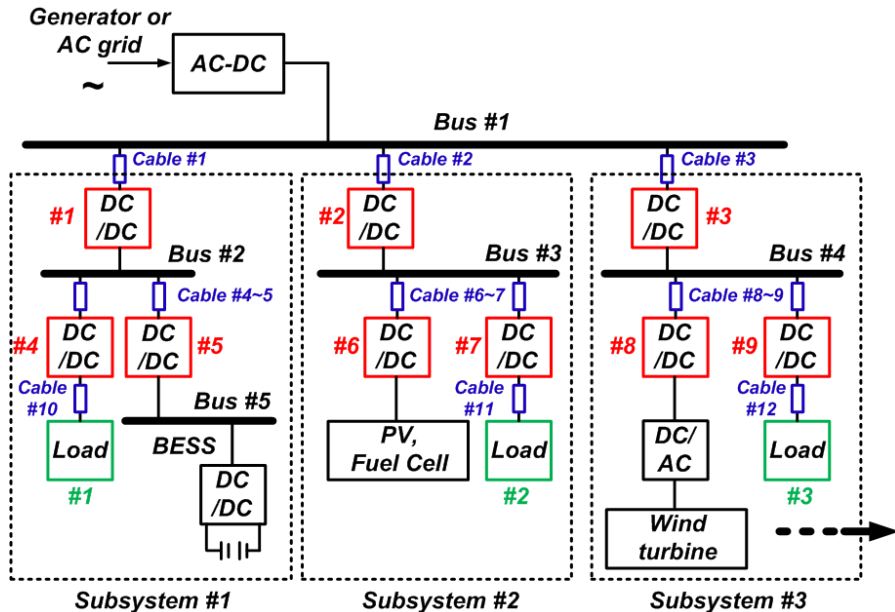 Generator or
AC grid
~
AC-DC
Bus #1
Cable #1
Cable #2
Cable #3
#1
DC
/DC
#2
DC
/DC
DC
/DC
#3
Bus #2
Bus #3
Bus #4
Cable #4~5
Cable #6~7
Cable #8~9
#4
DC
/DC
DC
/DC
#5
#6
DC
/DC
#7
DC
/DC
#8
DC
/DC
#9
DC
/DC
Cable
#10
Bus #5
Cable
#11
Cable
#12
Load
#1
BESS
DC
/DC
PV,
Fuel Cell
Load
#2
DC/
AC
Load
#3
Wind
turbine
Subsystem #1
Subsystem #2
Subsystem #3